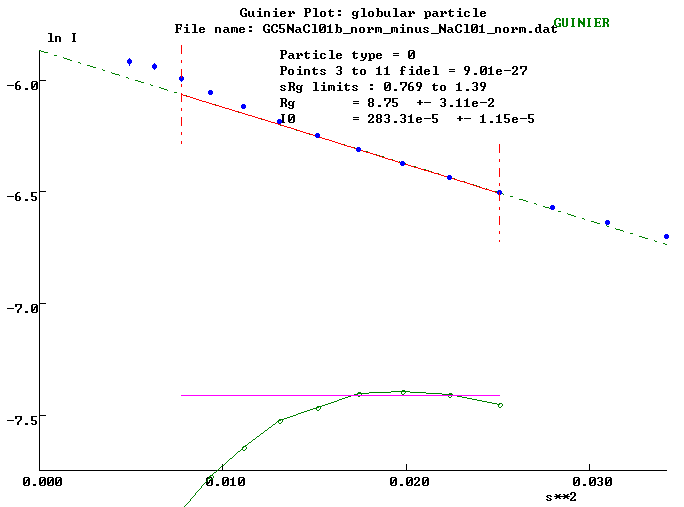 Guinier Plot: globular particle
GUINIER
File name: GC5NaCl01b_norm_minus_NaCl01_norm.dat
ln I
Particle type = 0
Points 3 to 11 fidel = 9.01e-27
sRg limits : 0.769 to 1.39
Rg = 8.75 +- 3.11e-2
I0 = 283.31e-5 +- 1.15e-5
-6.0
-6.5
-7.0
-7.5
0.000 0.010 0.020 0.030
s**2